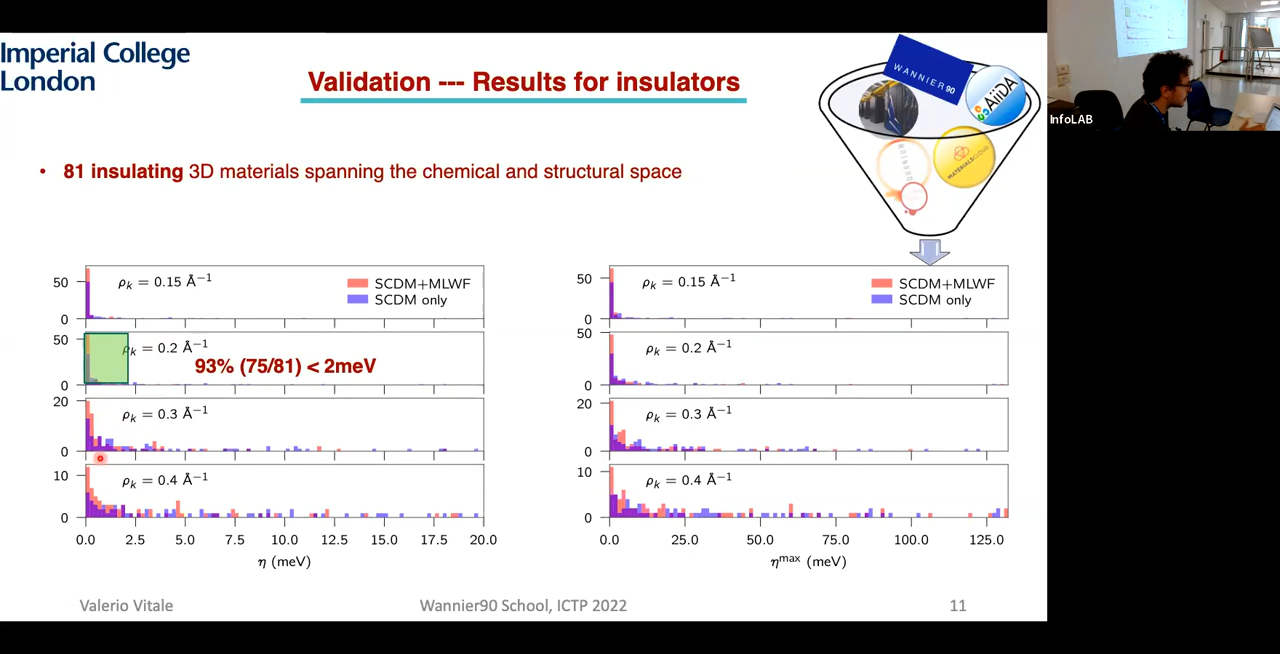 Imperial College
London
Validation --- Results for insulators
WANNIER90
AiiDA
MATERIALS CLOUD
InfoLAB
• 81 insulating 3D materials spanning the chemical and structural space
50
0
ρk = 0.15 Å−1
SCDM+MLWF
SCDM only
50
0
ρk = 0.2 Å−1
93% (75/81) < 2meV
20
0
ρk = 0.3 Å−1
10
0
ρk = 0.4 Å−1
0.0 2.5 5.0 7.5 10.0 12.5 15.0 17.5 20.0
η (meV)
50
0
ρk = 0.15 Å−1
SCDM+MLWF
SCDM only
50
0
ρk = 0.2 Å−1
20
0
ρk = 0.3 Å−1
10
0
ρk = 0.4 Å−1
0.0 25.0 50.0 75.0 100.0 125.0
ηmax (meV)
Valerio Vitale
Wannier90 School, ICTP 2022
11